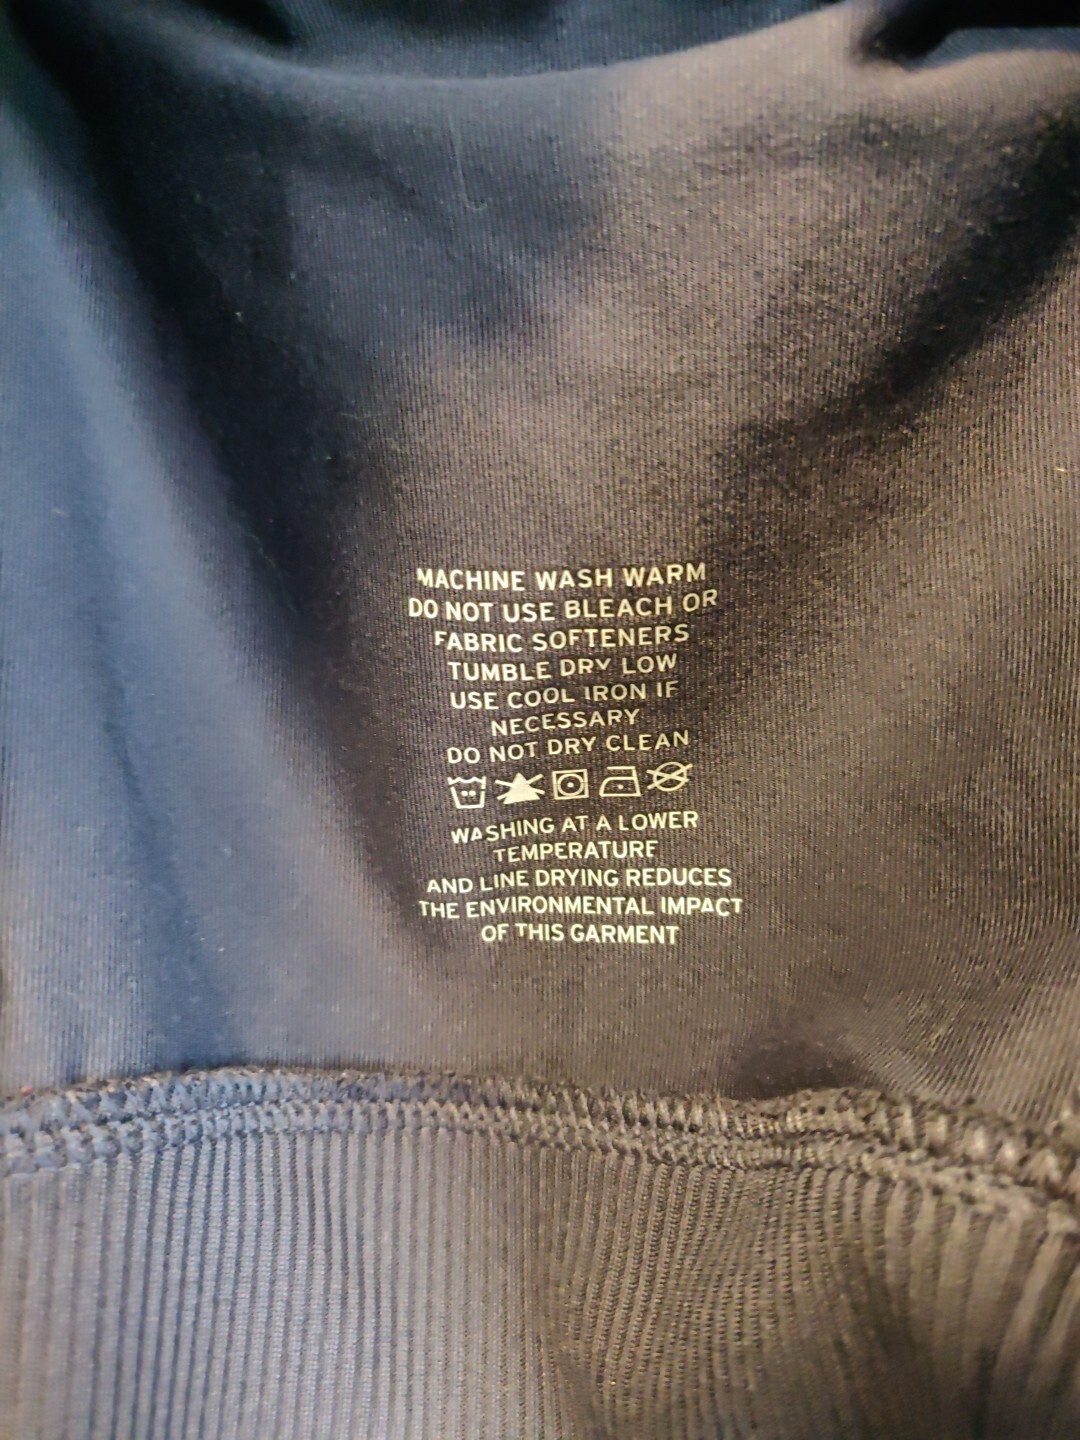 MACHINE WASH WARM
DO NOT USE BLEACH OR
FABRIC SOFTENERS
TUMBLE DRY LOW
USE COOL IRON IF
NECESSARY
DO NOT DRY CLEAN
WASHING AT A LOWER
TEMPERATURE
AND LINE DRYING REDUCES
THE ENVIRONMENTAL IMPACT
OF THIS GARMENT